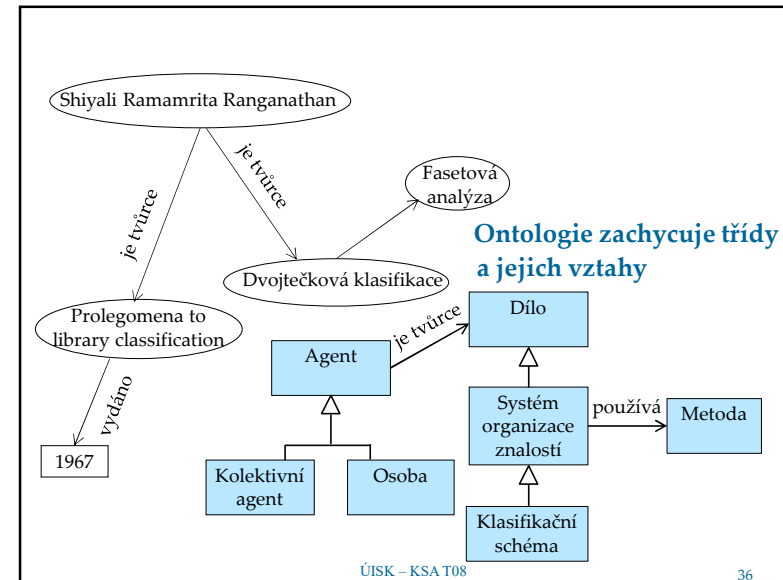 Shiyali Ramamrita Ranganathan
je tvůrce
je tvůrce
Fasetová
analýza
Ontologie zachycuje třídy
a jejich vztahy
Dvojtečková klasifikace
Prolegomena to
library classification
vydáno
1967
Agent
je tvůrce
Dílo
Systém
organizace
znalostí
používá
Metoda
Kolektivní
agent
Osoba
Klasifikační
schéma
ÚISK – KSA T08
36